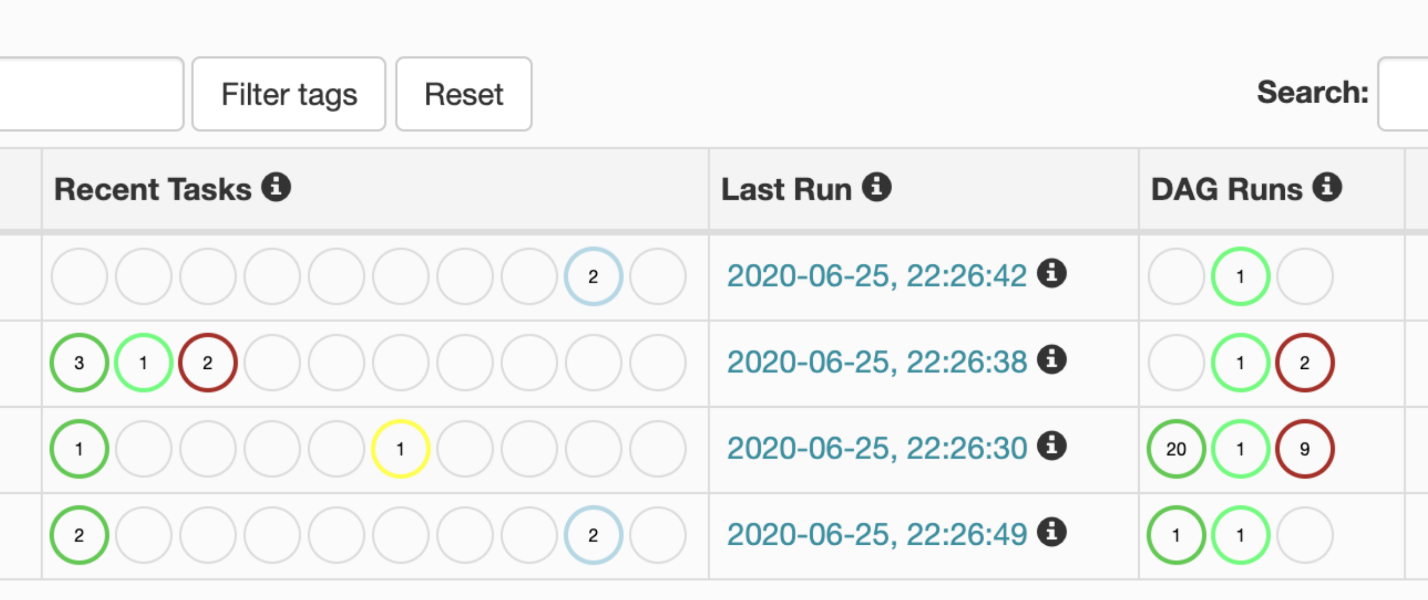 Filter tags Reset Search:
Recent Tasks Last Run DAG Runs
2 2020-06-25, 22:26:42 1
3 1 2 2020-06-25, 22:26:38 1 2
1 1 2020-06-25, 22:26:30 20 1 9
2 2 2020-06-25, 22:26:49 1 1